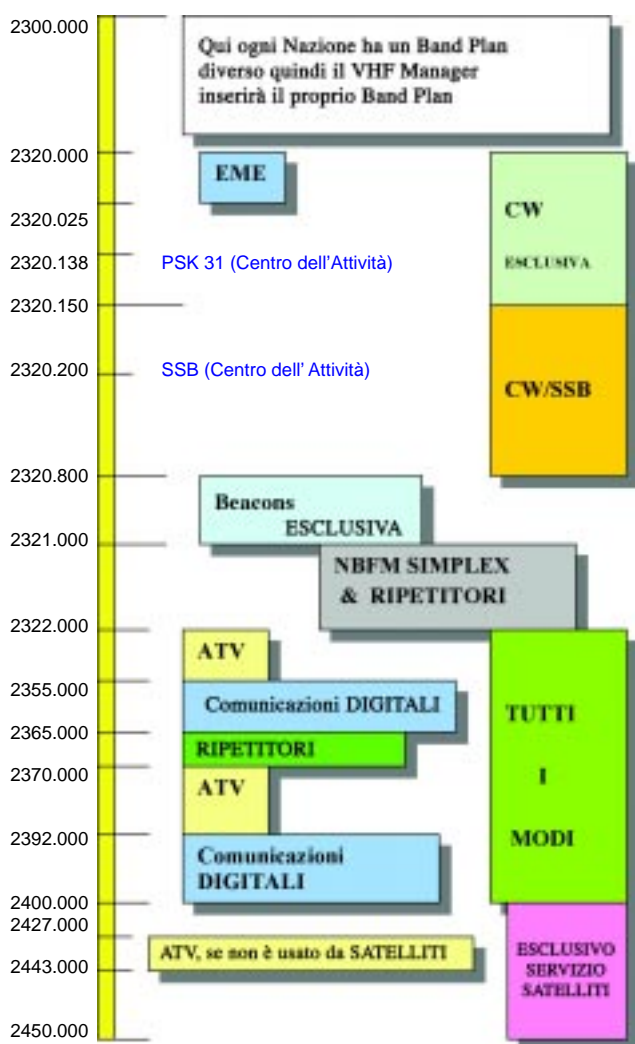 2300.000
Qui ogni Nazione ha un Band Plan
diverso quindi il VHF Manager
inserirà il proprio Band Plan
2320.000
EME
CW
2320.025
2320.138
PSK 31 (Centro dell'Attività)
ESCLUSIVA
2320.150
2320.200
SSB (Centro dell' Attività)
CW/SSB
2320.800
Beacons
ESCLUSIVA
2321.000
NBFM SIMPLEX
& RIPETITORI
2322.000
ATV
2355.000
Comunicazioni DIGITALI
TUTTI
2365.000
RIPETITORI
2370.000
ATV
I
2392.000
MODI
Comunicazioni
DIGITALI
2400.000
2427.000
ATV, se non è usato da SATELLITI
ESCLUSIVO
SERVIZIO
SATELLITI
2443.000
2450.000